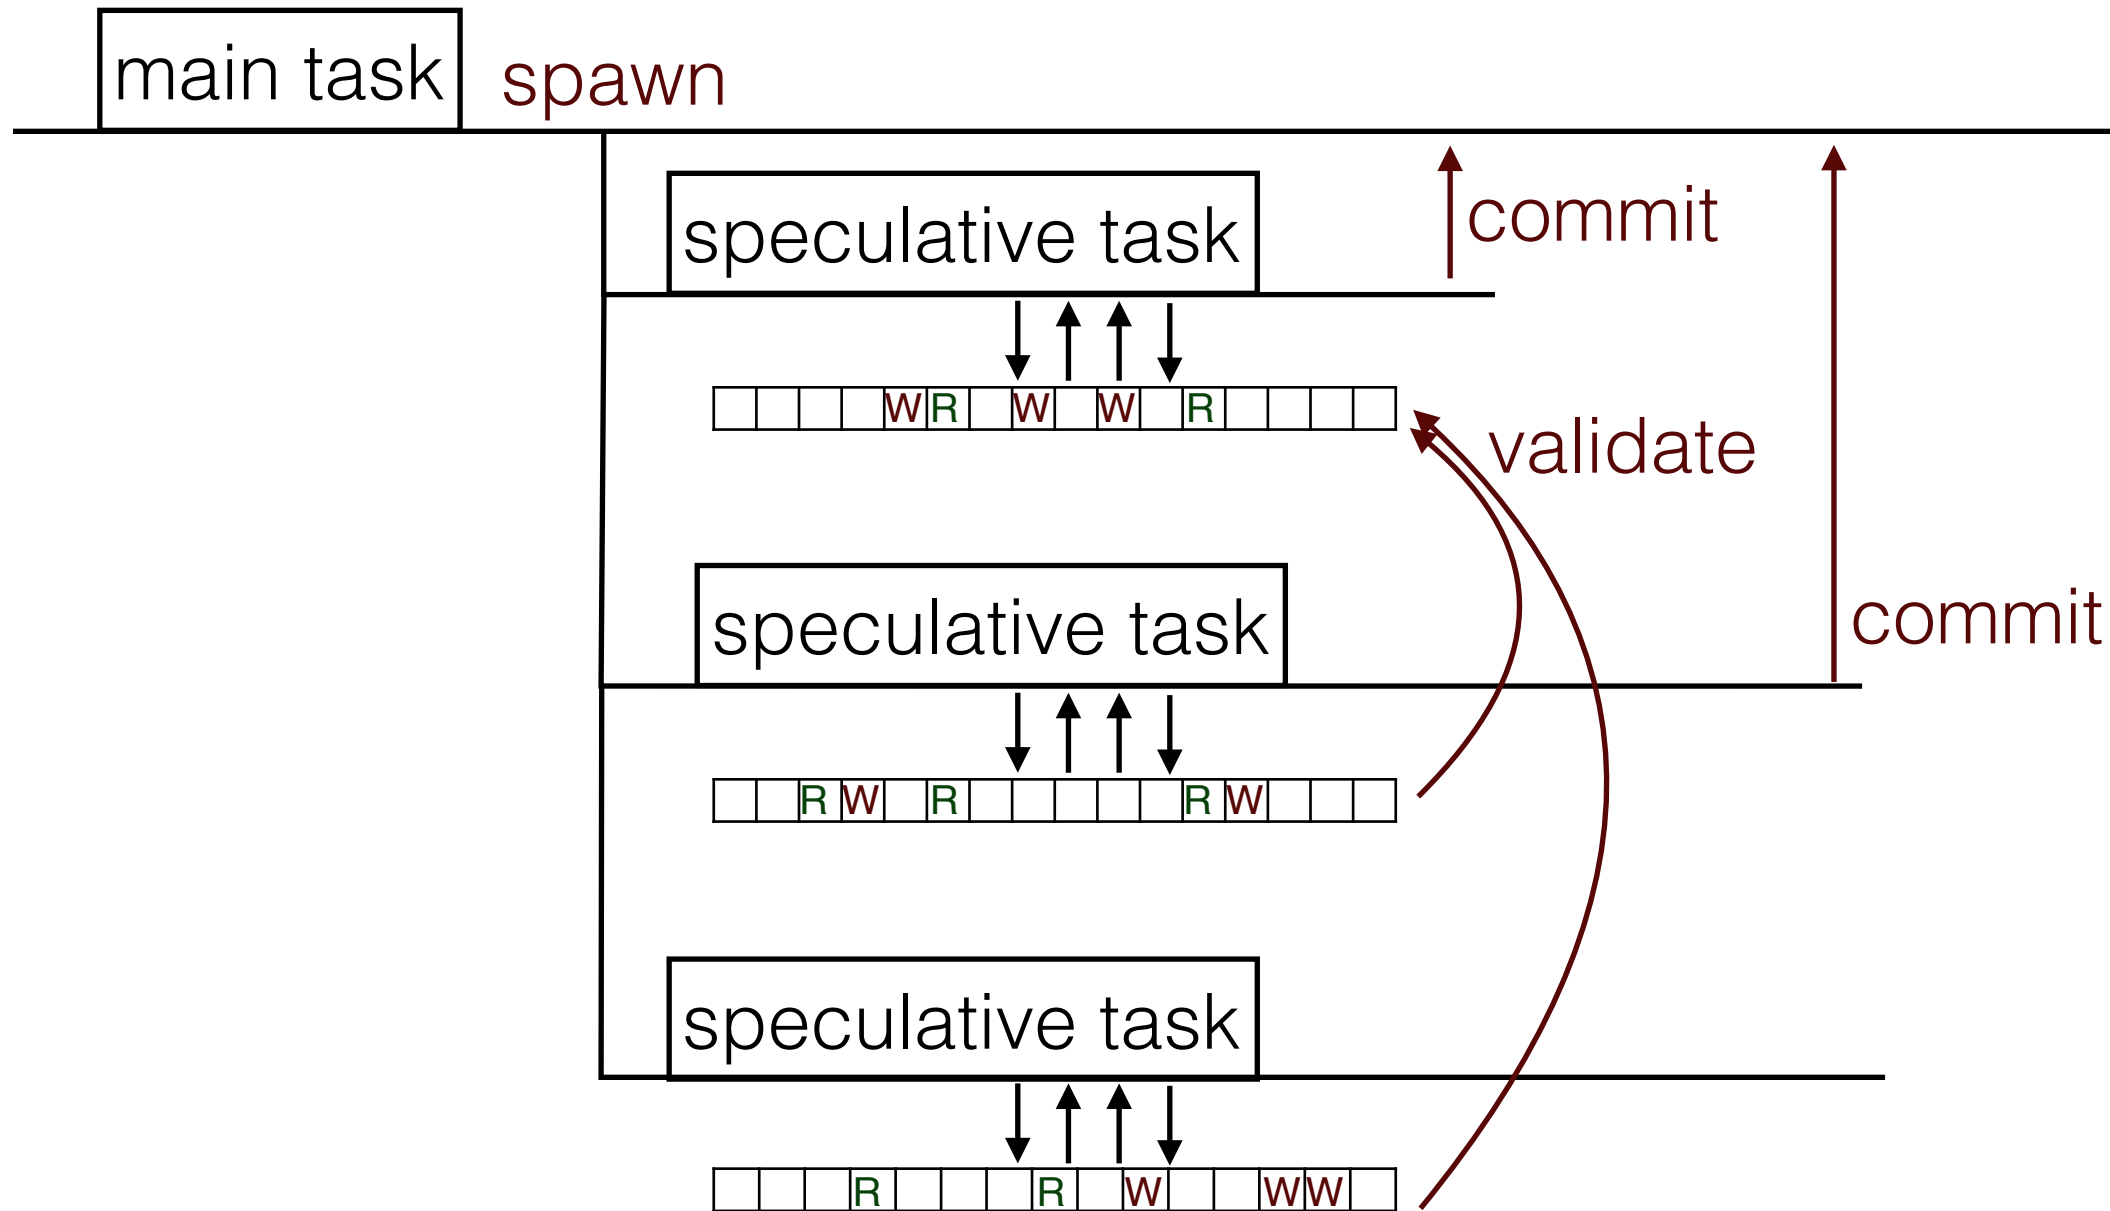 main task
spawn
speculative task
commit
W R W W R
validate
speculative task
commit
R W R R W
speculative task
R R W W W